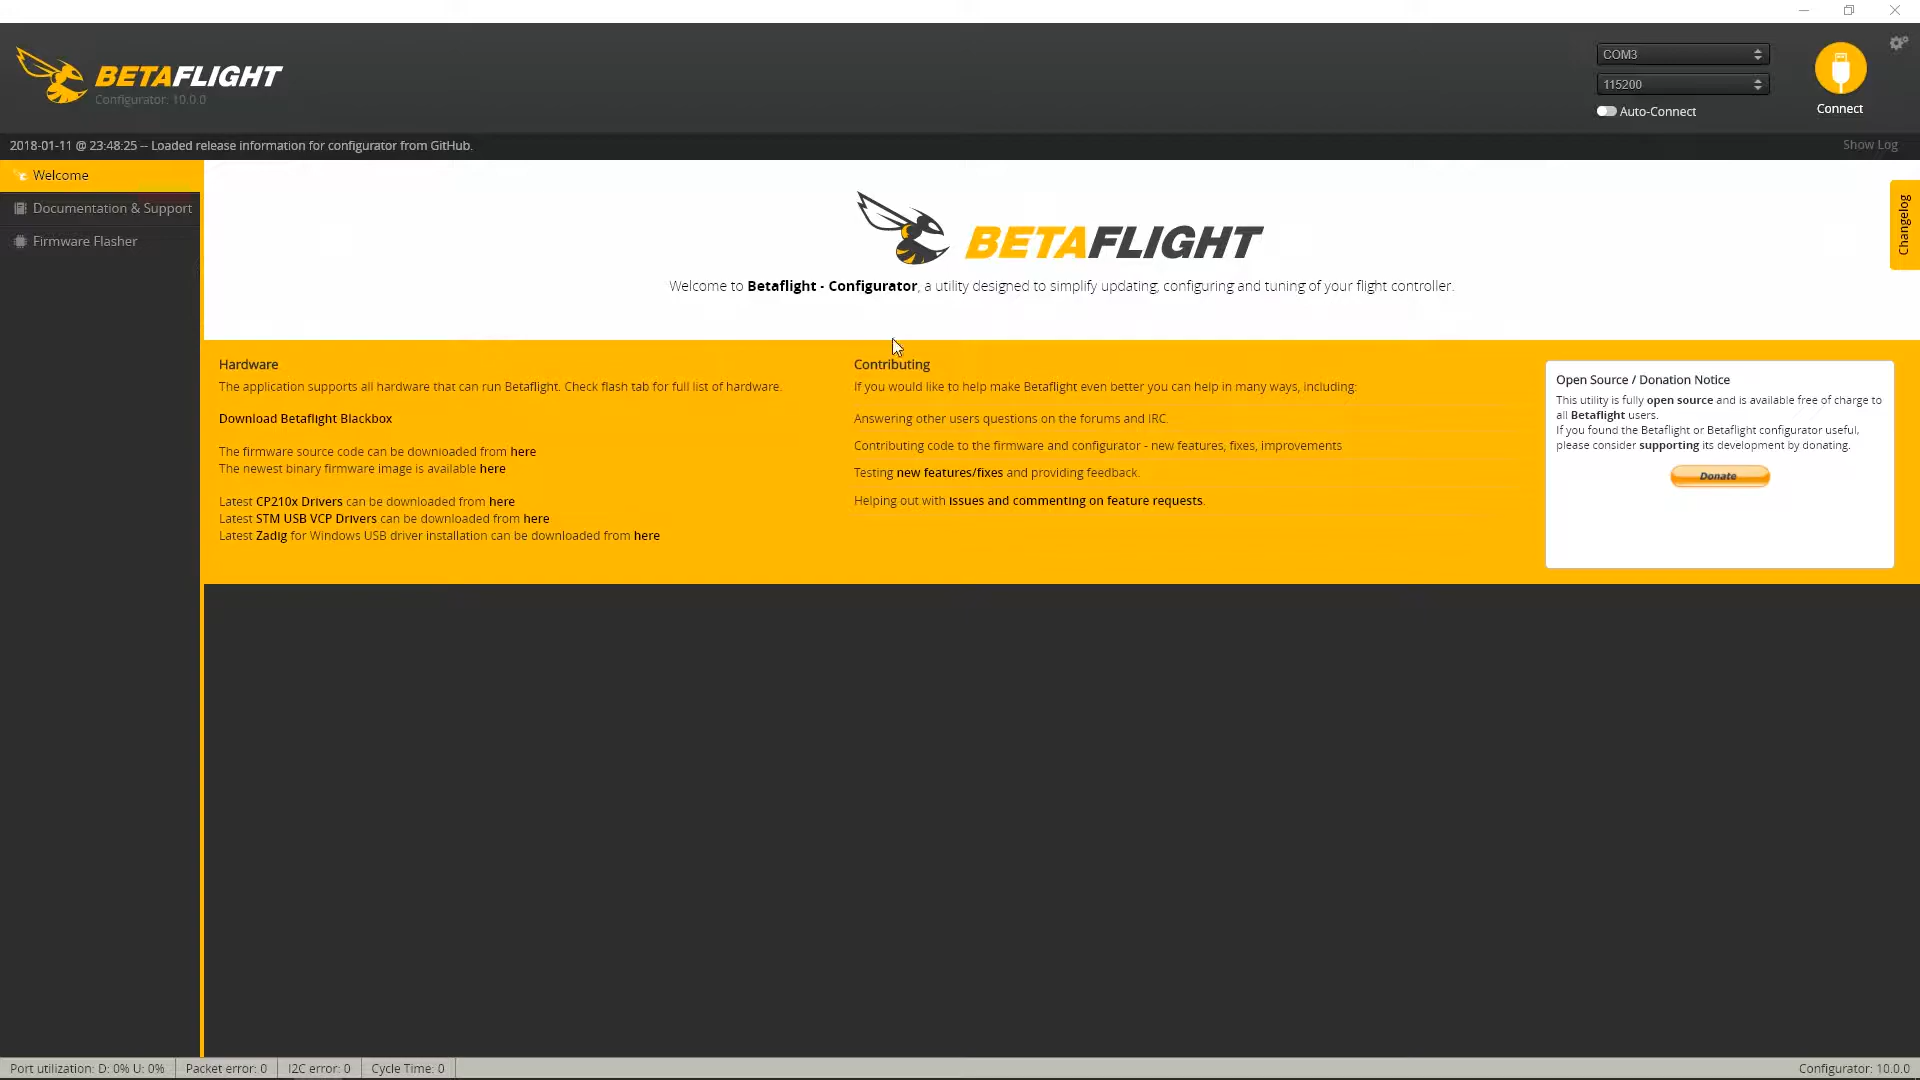 BETAFLIGHT
Configurator: 10.0.0
COM3
115200
Auto-Connect
Connect
2018-01-11 @ 23:48:25 -- Loaded release information for configurator from GitHub.
Show Log
Welcome
Documentation & Support
Firmware Flasher
BETAFLIGHT
Welcome to Betaflight - Configurator, a utility designed to simplify updating, configuring and tuning of your flight controller.
Changelog
Hardware
The application supports all hardware that can run Betaflight. Check flash tab for full list of hardware.
Download Betaflight Blackbox
The firmware source code can be downloaded from here
The newest binary firmware image is available here
Latest CP210x Drivers can be downloaded from here
Latest STM USB VCP Drivers can be downloaded from here
Latest Zadig for Windows USB driver installation can be downloaded from here
Contributing
If you would like to help make Betaflight even better you can help in many ways, including:
Answering other users questions on the forums and IRC.
Contributing code to the firmware and configurator - new features, fixes, improvements
Testing new features/fixes and providing feedback.
Helping out with issues and commenting on feature requests.
Open Source / Donation Notice
This utility is fully open source and is available free of charge to
all Betaflight users.
If you found the Betaflight or Betaflight configurator useful,
please consider supporting its development by donating.
Donate
Port utilization: D: 0% U: 0%
Packet error: 0
I2C error: 0
Cycle Time: 0
Configurator: 10.0.0